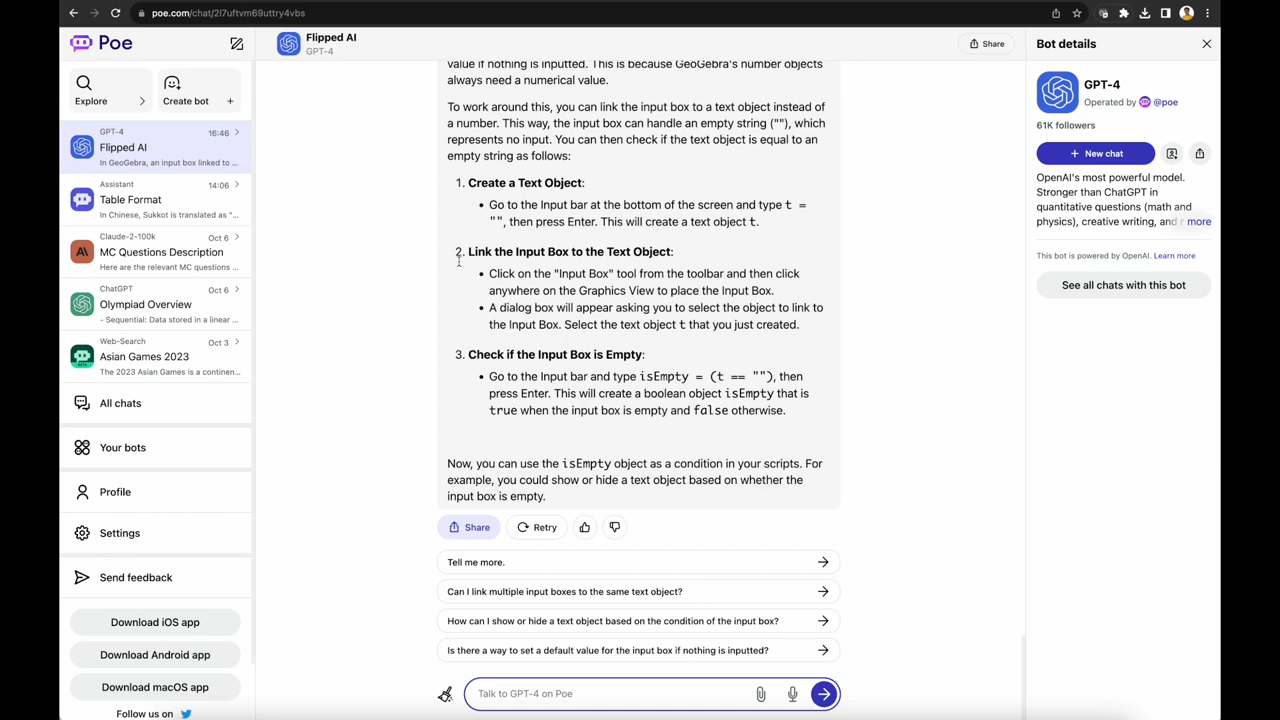 poe.com/chat/2l7uftvm69uttry4vbs
Poe
Explore
Create bot
GPT-4
16:46
Flipped AI
In GeoGebra, an input box linked to ...
Assistant
14:06
Table Format
In Chinese, Sukkot is translated as "...
Claude-2-100k
Oct 6
MC Questions Description
Here are the relevant MC questions ...
ChatGPT
Oct 6
Olympiad Overview
- Sequential: Data stored in a linear ...
Web-Search
Oct 3
Asian Games 2023
The 2023 Asian Games is a continen...
All chats
Your bots
Profile
Settings
Send feedback
Download iOS app
Download Android app
Download macOS app
Follow us on
Flipped AI
GPT-4
Share
value if nothing is inputted. This is because GeoGebra's number objects
always need a numerical value.
To work around this, you can link the input box to a text object instead of
a number. This way, the input box can handle an empty string (""), which
represents no input. You can then check if the text object is equal to an
empty string as follows:
1. Create a Text Object:
• Go to the Input bar at the bottom of the screen and type t =
"", then press Enter. This will create a text object t.
2. Link the Input Box to the Text Object:
• Click on the "Input Box" tool from the toolbar and then click
anywhere on the Graphics View to place the Input Box.
• A dialog box will appear asking you to select the object to link to
the Input Box. Select the text object t that you just created.
3. Check if the Input Box is Empty:
• Go to the Input bar and type isEmpty = (t == ""), then
press Enter. This will create a boolean object isEmpty that is
true when the input box is empty and false otherwise.
Now, you can use the isEmpty object as a condition in your scripts. For
example, you could show or hide a text object based on whether the
input box is empty.
Share
Retry
Tell me more.
Can I link multiple input boxes to the same text object?
How can I show or hide a text object based on the condition of the input box?
Is there a way to set a default value for the input box if nothing is inputted?
Talk to GPT-4 on Poe
Bot details
GPT-4
Operated by @poe
61K followers
+ New chat
OpenAI's most powerful model.
Stronger than ChatGPT in
quantitative questions (math and
physics), creative writing, and more
This bot is powered by OpenAI. Learn more
See all chats with this bot